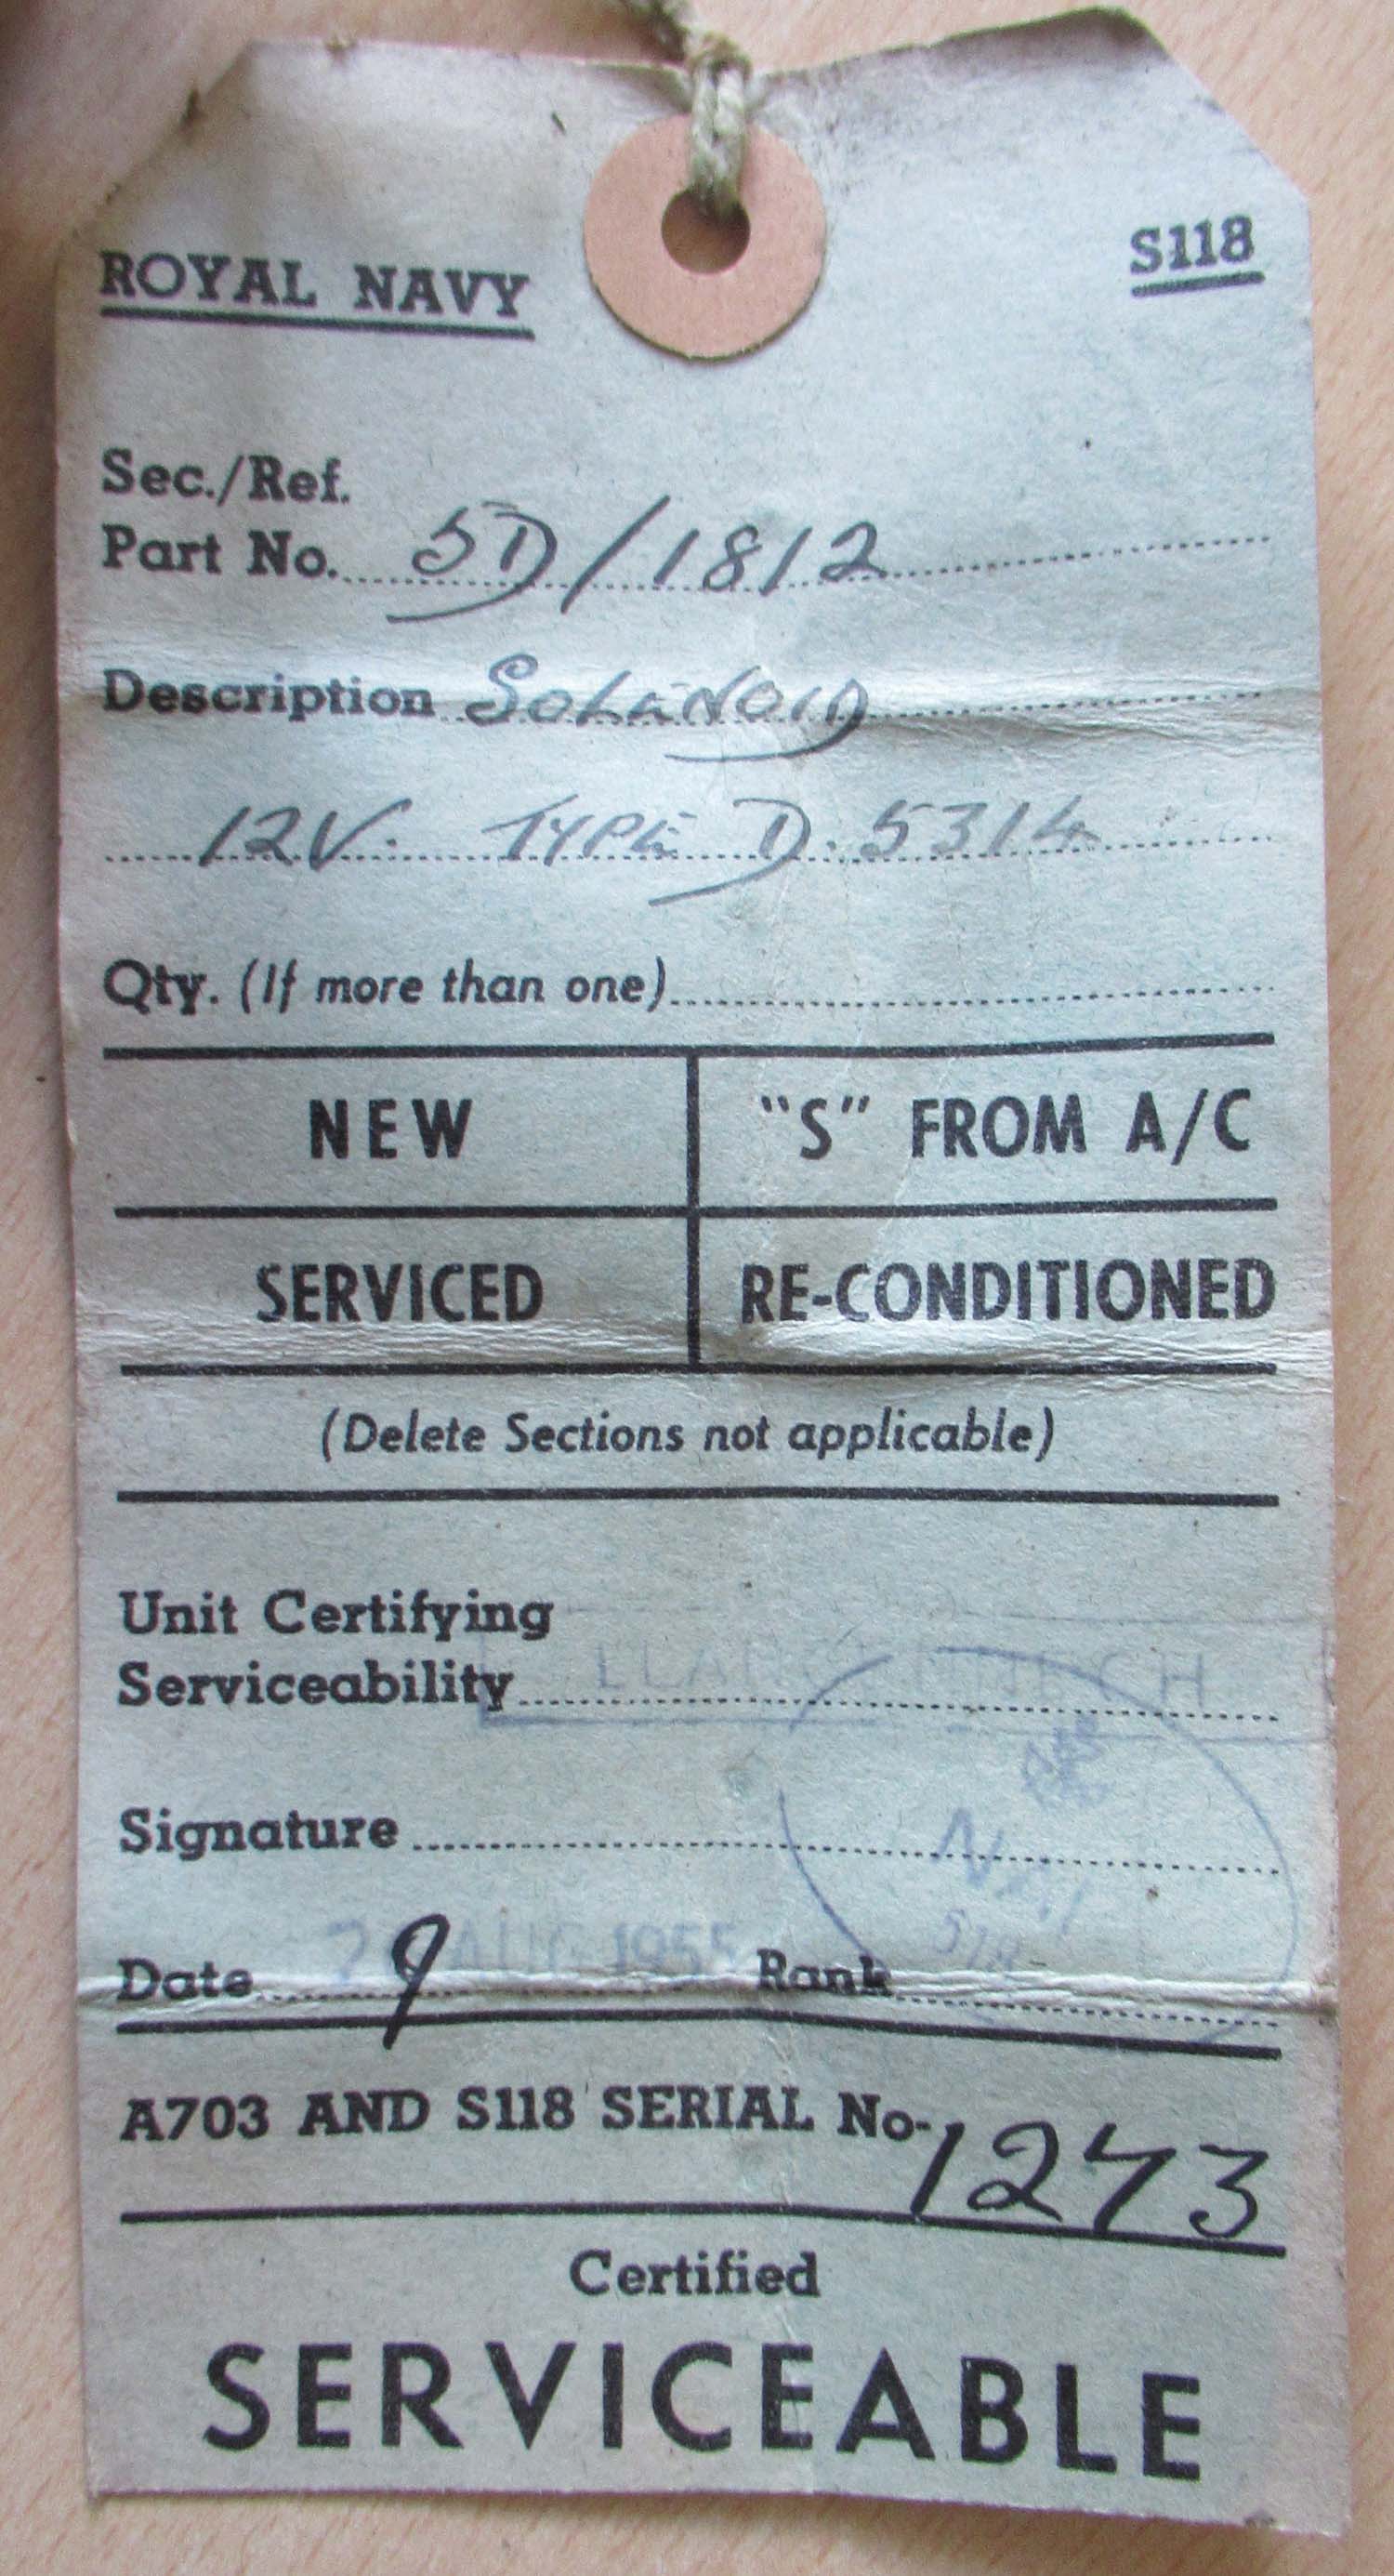 ROYAL NAVY
S118
Sec./Ref.
Part No. 5D/1812
Description SOLENOID
12V. TYPE D.5314
Qty. (If more than one)
NEW
"S" FROM A/C
SERVICED
RE-CONDITIONED
(Delete Sections not applicable)
Unit Certifying
Serviceability
Signature
Date 9 AUG 1955 Rank
A703 AND S118 SERIAL No. 1273
Certified
SERVICEABLE